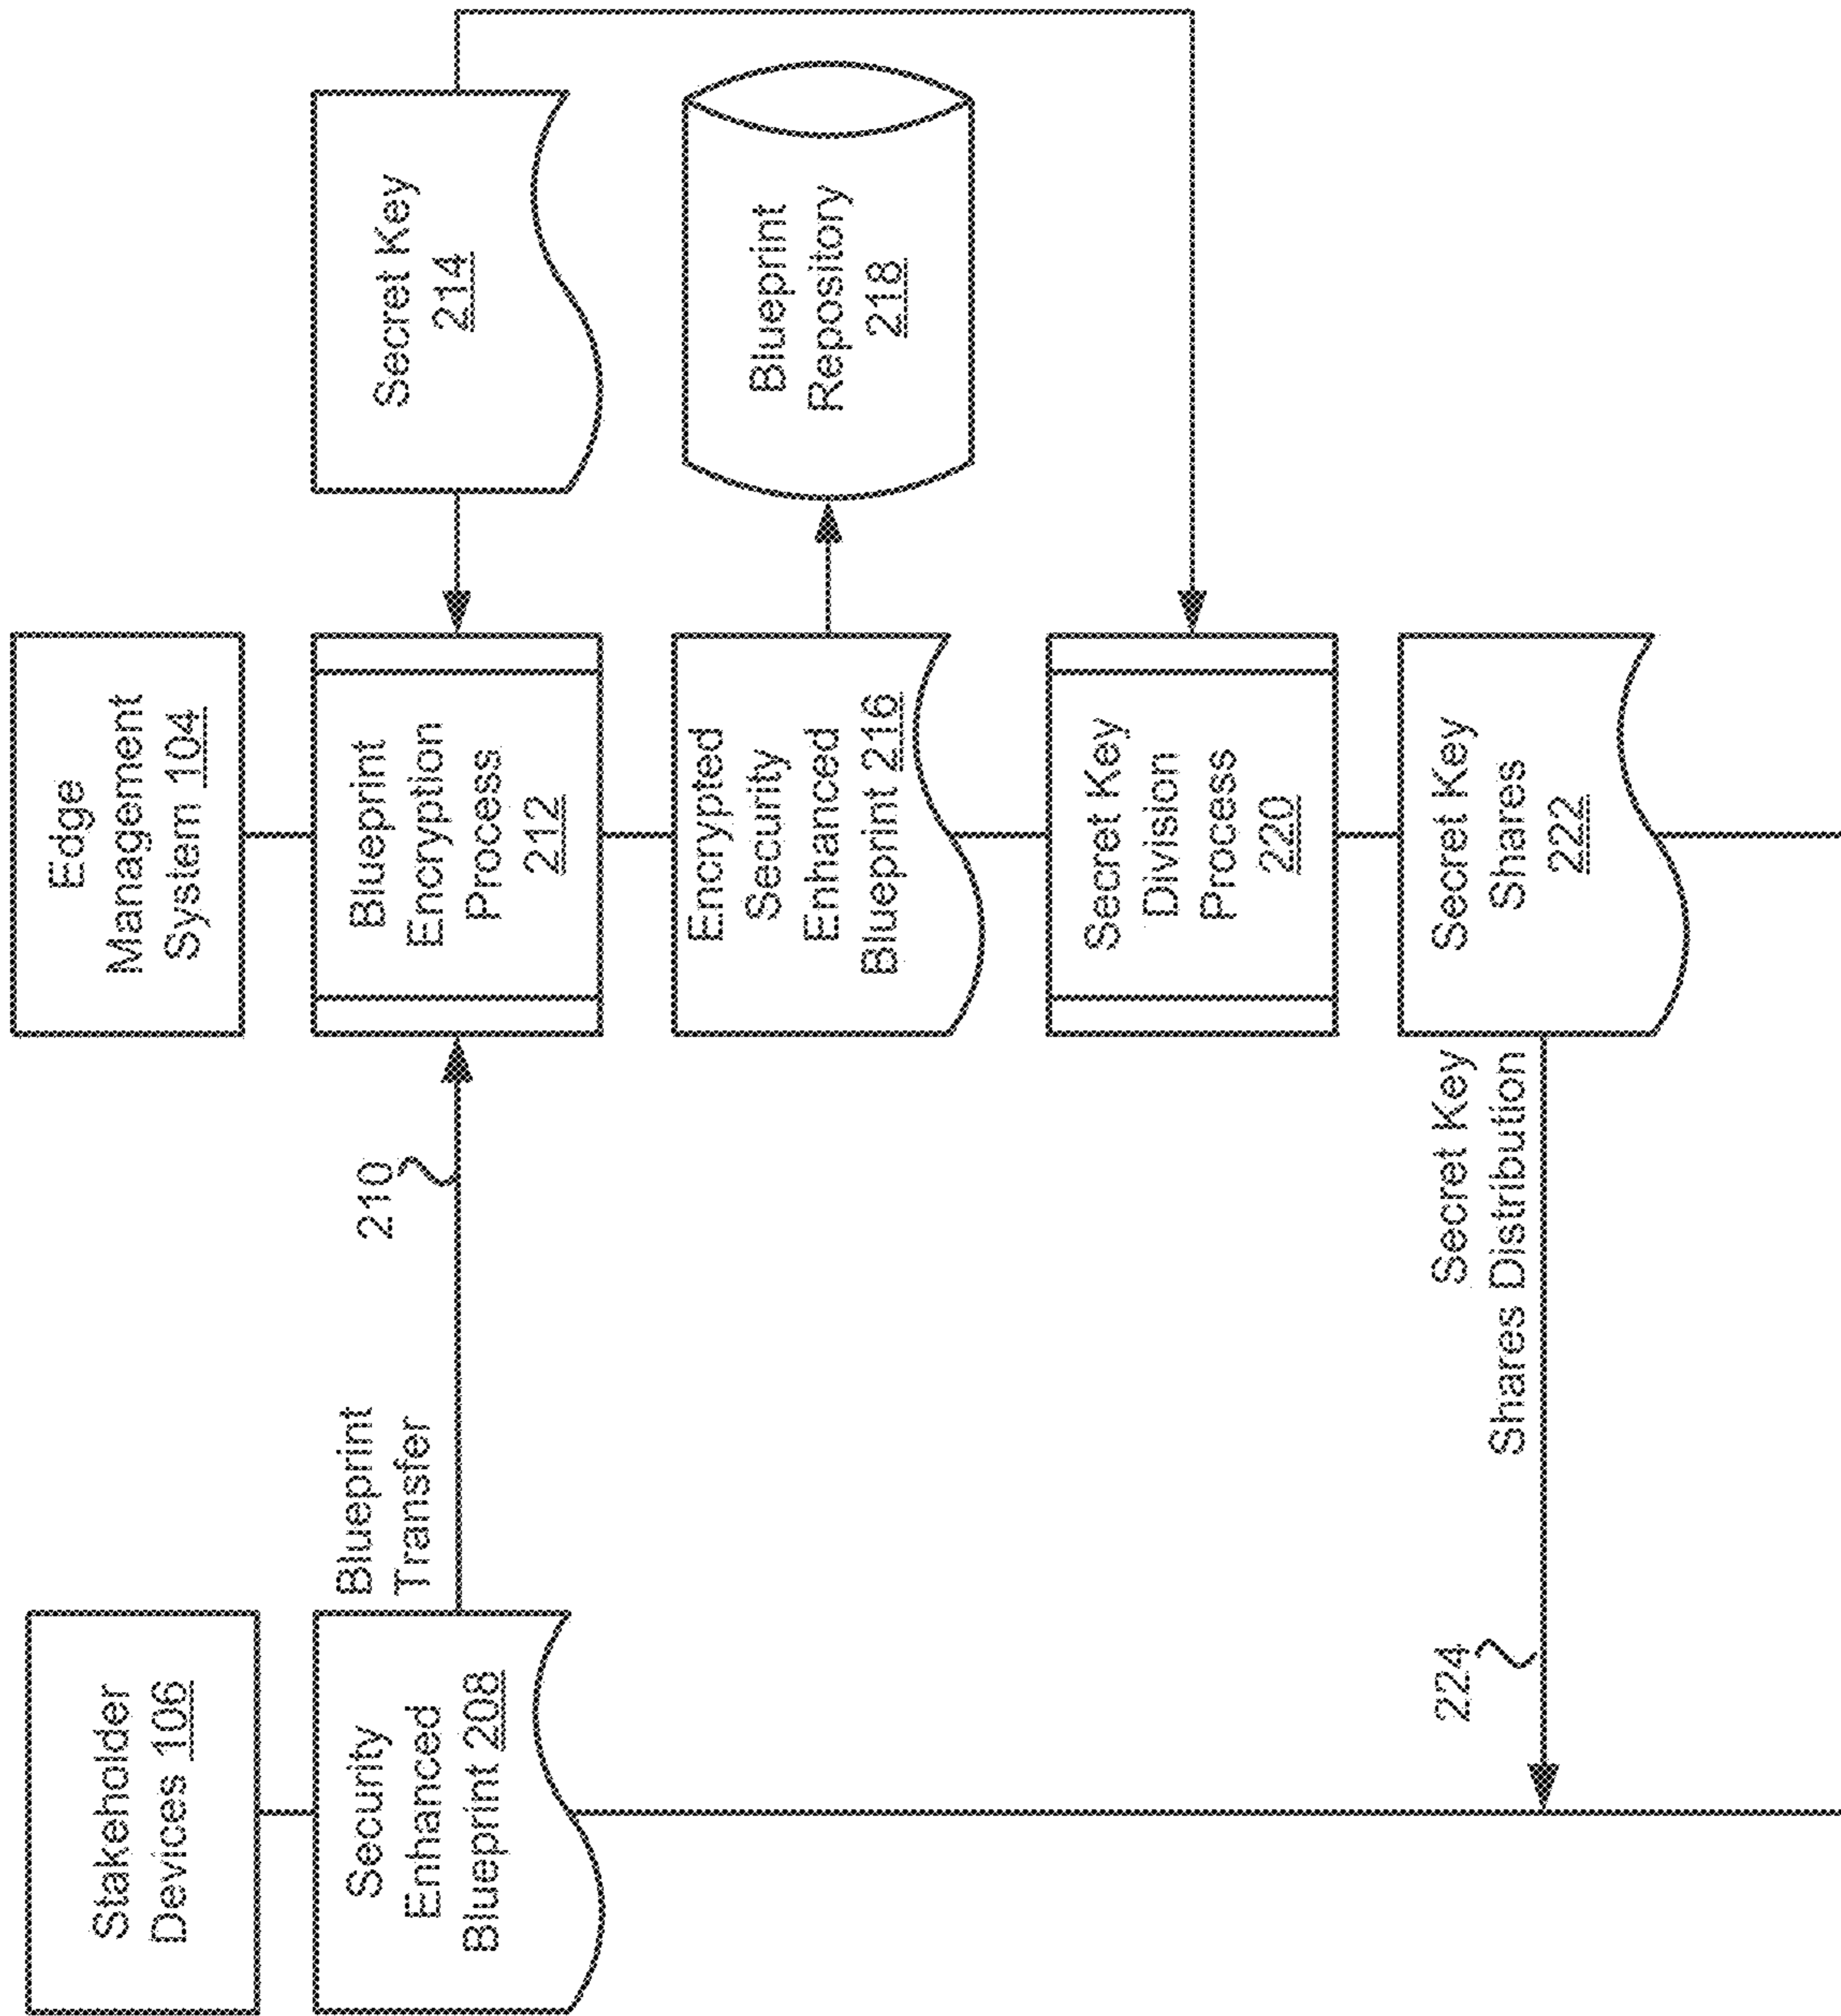 Stakeholder
Devices 106
Edge
Management
System 104
Security
Enhanced
Blueprint 208
Blueprint
Transfer
210
Blueprint
Encryption
Process
212
Secret Key
214
Encrypted
Security
Enhanced
Blueprint 216
Blueprint
Repository
218
Secret Key
Division
Process
220
224
Secret Key
Shares Distribution
Secret Key
Shares
222